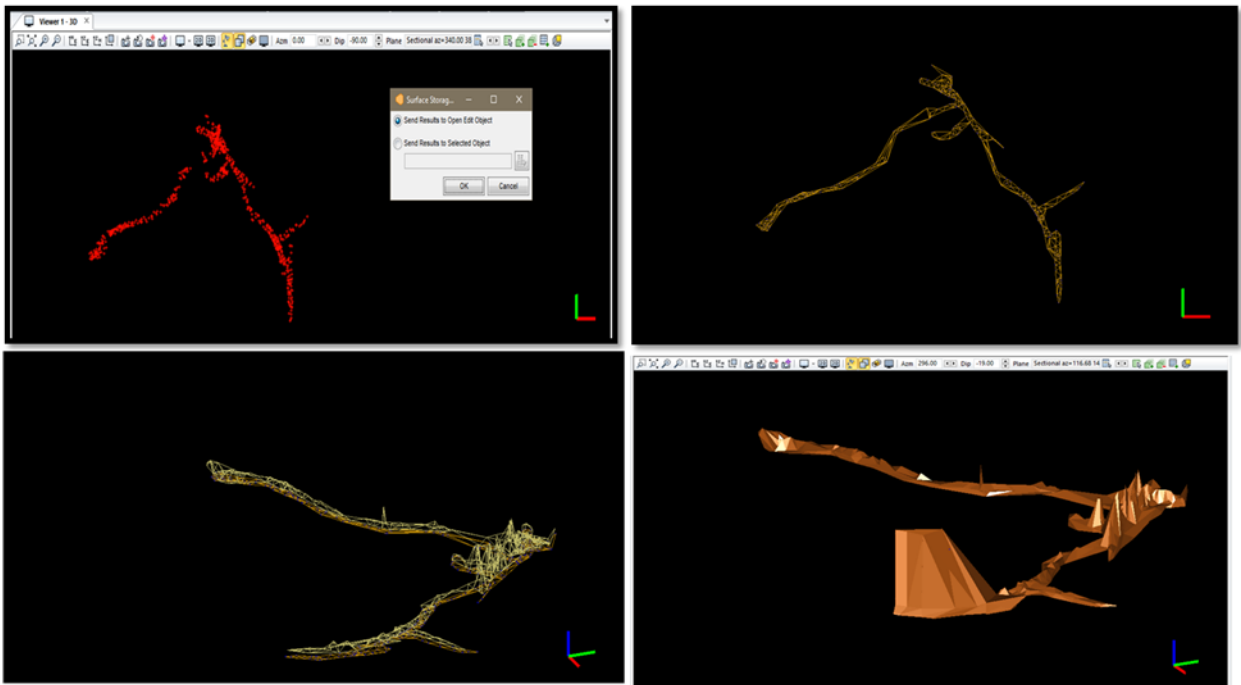 Viewer 1 - 3D
Azm 0.00 Dip -90.00 Plane Sectional az=340.00 38
Surface Storag...
Send Results to Open Edit Object
Send Results to Selected Object
OK Cancel
Azm 296.00 Dip -19.00 Plane Sectional az=116.68 14